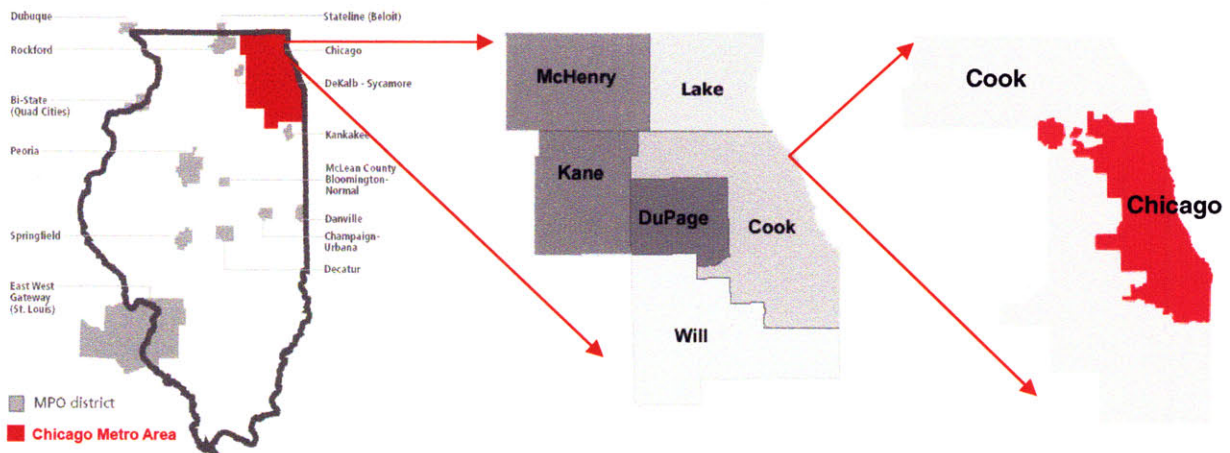 Dubuque
Rockford
Bi-State
(Quad Cities)
Peoria
Springfield
East West
Gateway
(St. Louis)
Stateline (Beloit)
Chicago
DeKalb - Sycamore
Kankakee
McLean County
Bloomington-
Normal
Danville
Champaign-
Urbana
Decatur
MPO district
Chicago Metro Area
McHenry
Lake
Kane
DuPage
Cook
Will
Cook
Chicago